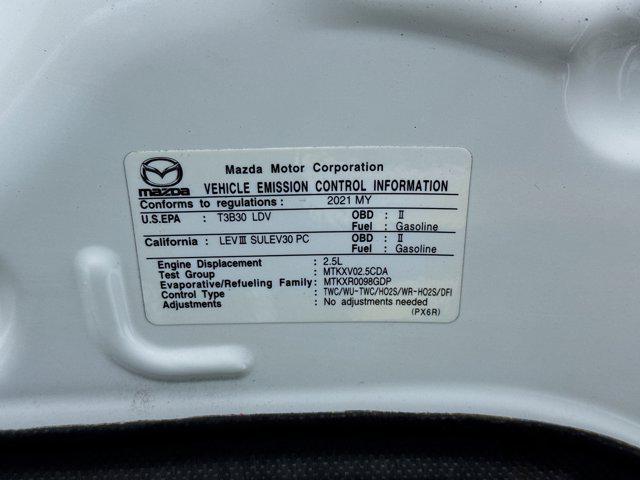 Mazda Motor Corporation
mazda VEHICLE EMISSION CONTROL INFORMATION
Conforms to regulations : 2021 MY
U.S.EPA : T3B30 LDV OBD : II
Fuel : Gasoline
California : LEVⅢ SULEV30 PC OBD : II
Fuel : Gasoline
Engine Displacement : 2.5L
Test Group : MTKXV02.5CDA
Evaporative/Refueling Family : MTKXR0098GDP
Control Type : TWC/WU-TWC/HO2S/WR-HO2S/DFI
Adjustments : No adjustments needed
(PX6R)